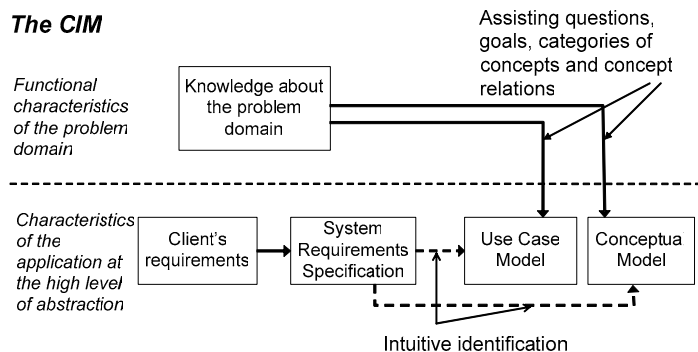 The CIM
Assisting questions,
goals, categories of
concepts and concept
relations
Functional
characteristics
of the problem
domain
Knowledge about
the problem
domain
Characteristics
of the
application at
the high level
of abstraction
Client's
requirements
System
Requirements
Specification
Use Case
Model
Conceptua
Model
Intuitive identification